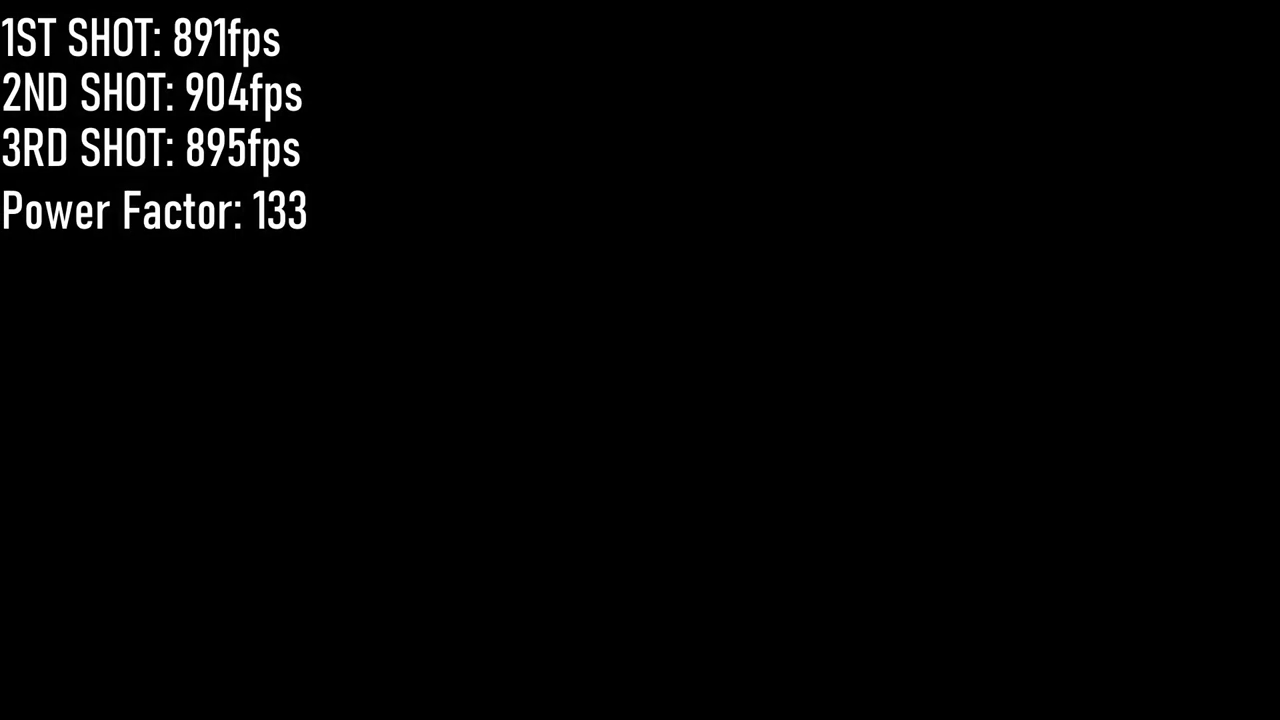 1ST SHOT: 891fps
2ND SHOT: 904fps
3RD SHOT: 895fps
Power Factor: 133